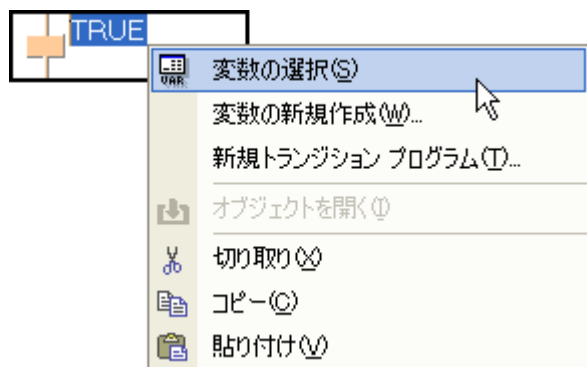 TRUE
VAR
変数の選択(S)
変数の新規作成(W)...
新規トランジション プログラム(T)...
オブジェクトを開く(I)
切り取り(X)
コピー(C)
貼り付け(V)